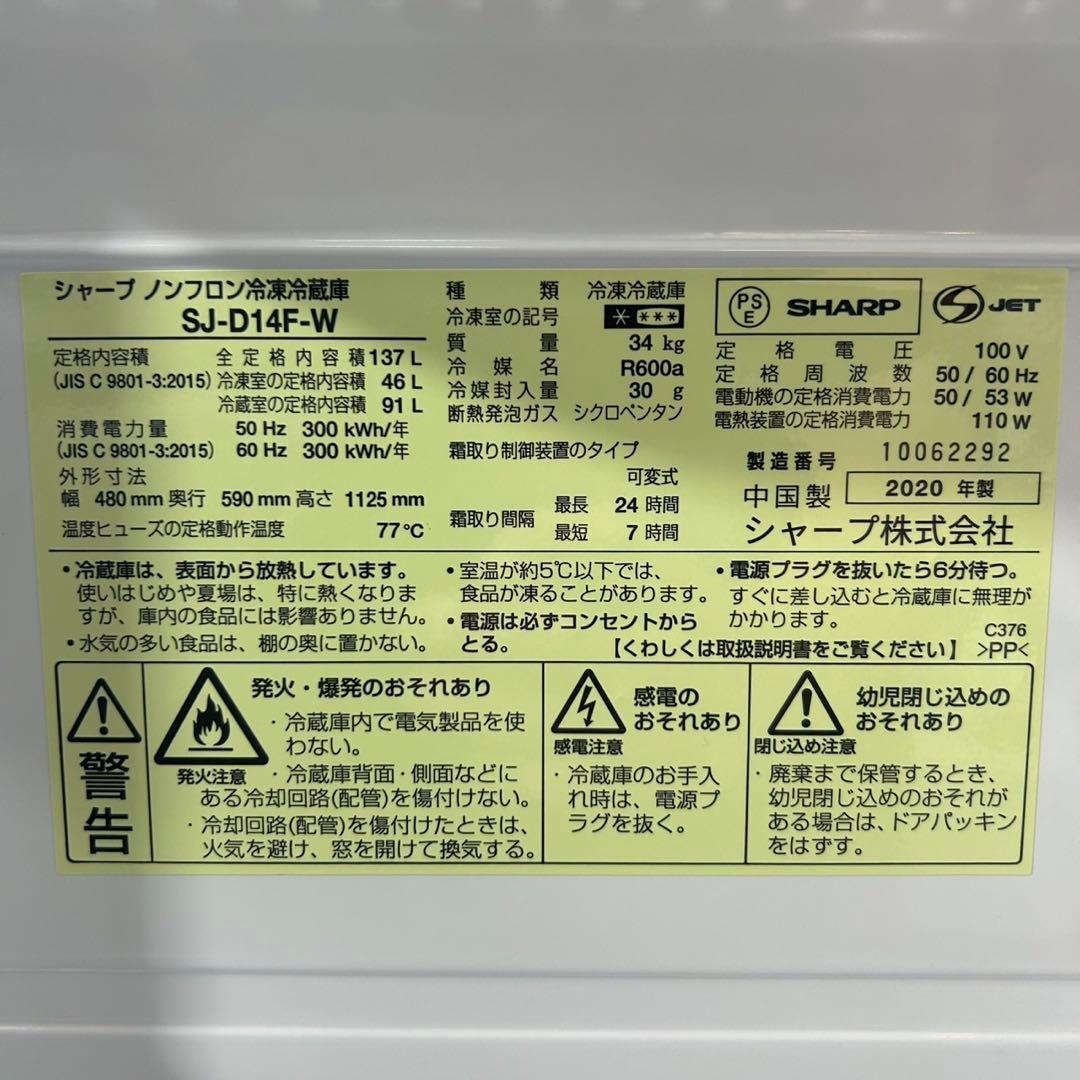 シャープ ノンフロン冷凍冷蔵庫
SJ-D14F-W
定格内容積 全定格内容積 137 L
(JIS C 9801-3:2015) 冷凍室の定格内容積 46 L
冷蔵室の定格内容積 91 L
消費電力量 50 Hz 300 kWh/年
(JIS C 9801-3:2015) 60 Hz 300 kWh/年
外形寸法
幅 480 mm 奥行 590 mm 高さ 1125 mm
温度ヒューズの定格動作温度 77℃
種類 冷凍冷蔵庫
冷凍室の記号 * ***
質量 34 kg
冷媒名 R600a
冷媒封入量 30 g
断熱発泡ガス シクロペンタン
霜取り制御装置のタイプ
可変式
霜取り間隔 最長 24 時間
最短 7 時間
PSE SHARP S JET
定格電圧 100 V
定格周波数 50 / 60 Hz
電動機の定格消費電力 50 / 53 W
電熱装置の定格消費電力 110 W
製造番号 10062292
中国製 2020 年製
シャープ株式会社
•冷蔵庫は、表面から放熱しています。
使いはじめや夏場は、特に熱くなりま
すが、庫内の食品には影響ありません。
•水気の多い食品は、棚の奥に置かない。
•室温が約5℃以下では、
食品が凍ることがあります。
•電源は必ずコンセントから
とる。
•電源プラグを抜いたら6分待つ。
すぐに差し込むと冷蔵庫に無理が
かかります。
C376
【くわしくは取扱説明書をご覧ください】 >PP<
警告
発火・爆発のおそれあり
発火注意
・冷蔵庫内で電気製品を使
わない。
・冷蔵庫背面・側面などに
ある冷却回路(配管)を傷付けない。
・冷却回路(配管)を傷付けたときは、
火気を避け、窓を開けて換気する。
感電の
おそれあり
感電注意
・冷蔵庫のお手入
れ時は、電源プ
ラグを抜く。
幼児閉じ込めの
おそれあり
閉じ込め注意
・廃棄まで保管するとき、
幼児閉じ込めのおそれが
ある場合は、ドアパッキン
をはずす。